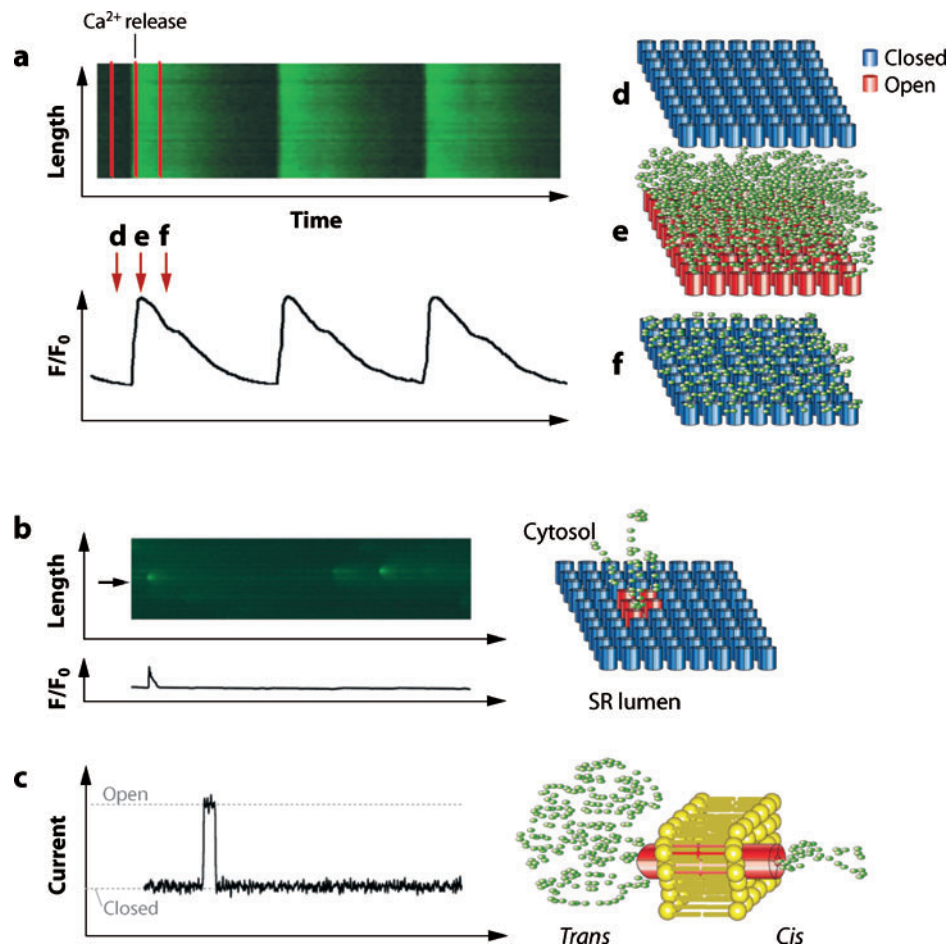 Ca²⁺ release
a
Length
Time
d e f
F/F₀
d
Closed
Open
e
f
b
Length
F/F₀
Cytosol
SR lumen
c
Current
Open
Closed
Trans
Cis